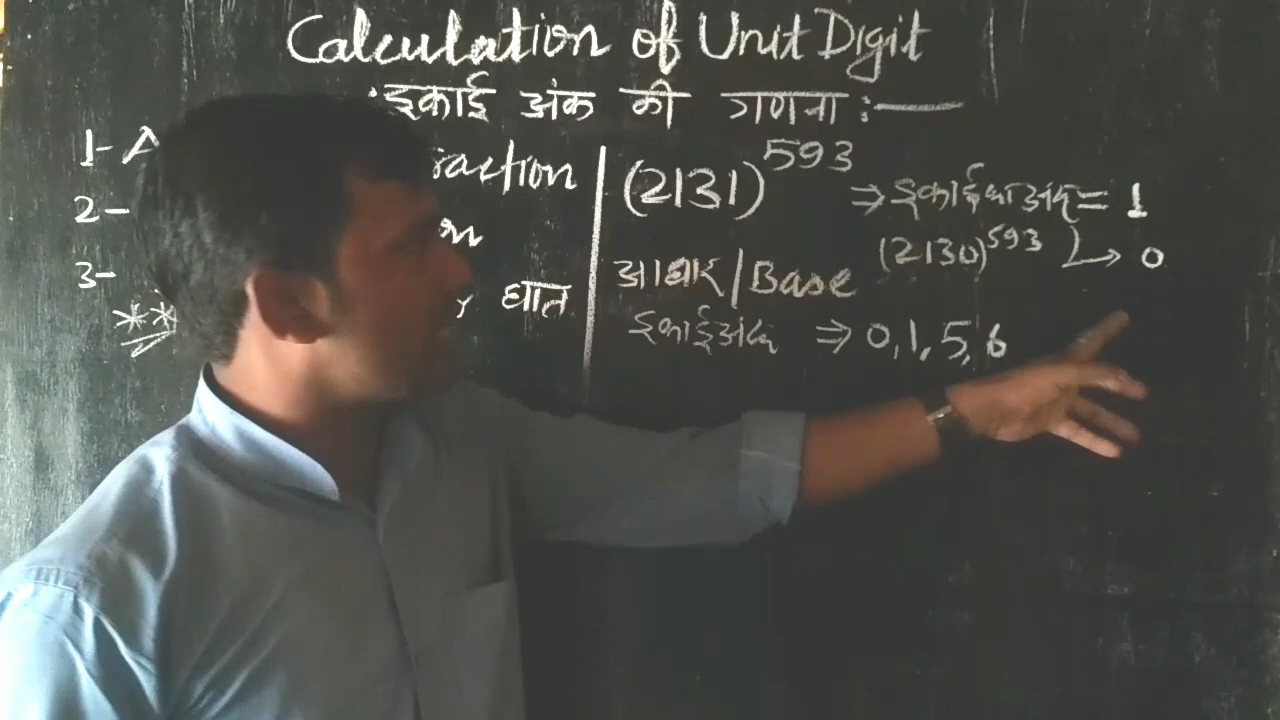 Calculation of Unit Digit
इकाई अंक की गणना :—
1- A
raction
2-
3-
घात
**
(2131)^593 ⇒ इकाई का अंक = 1
(2130)^593 → 0
आधार / Base
इकाई अंक ⇒ 0, 1, 5, 6